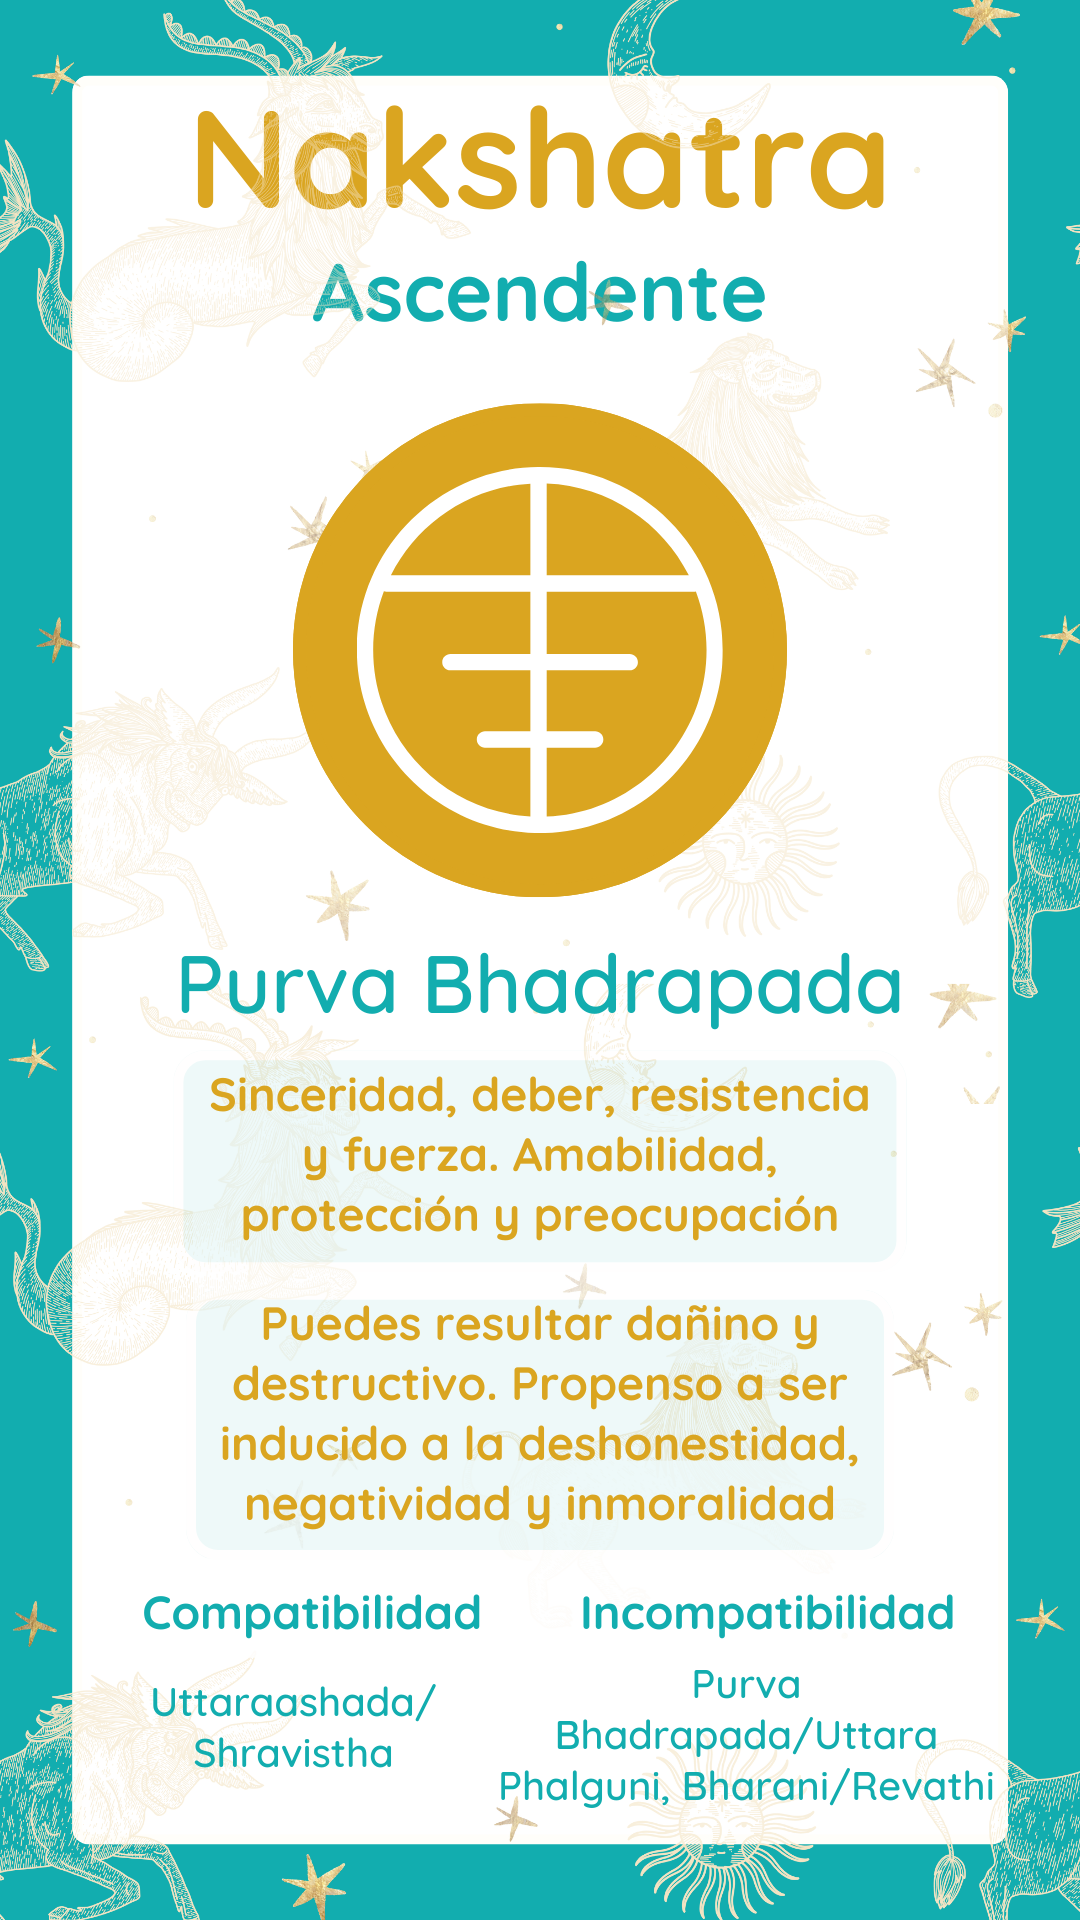 Nakshatra
Ascendente
Purva Bhadrapada
Sinceridad, deber, resistencia
y fuerza. Amabilidad,
protección y preocupación
Puedes resultar dañino y
destructivo. Propenso a ser
inducido a la deshonestidad,
negatividad y inmoralidad
Compatibilidad
Uttaraashada/
Shravistha
Incompatibilidad
Purva
Bhadrapada/Uttara
Phalguni, Bharani/Revathi